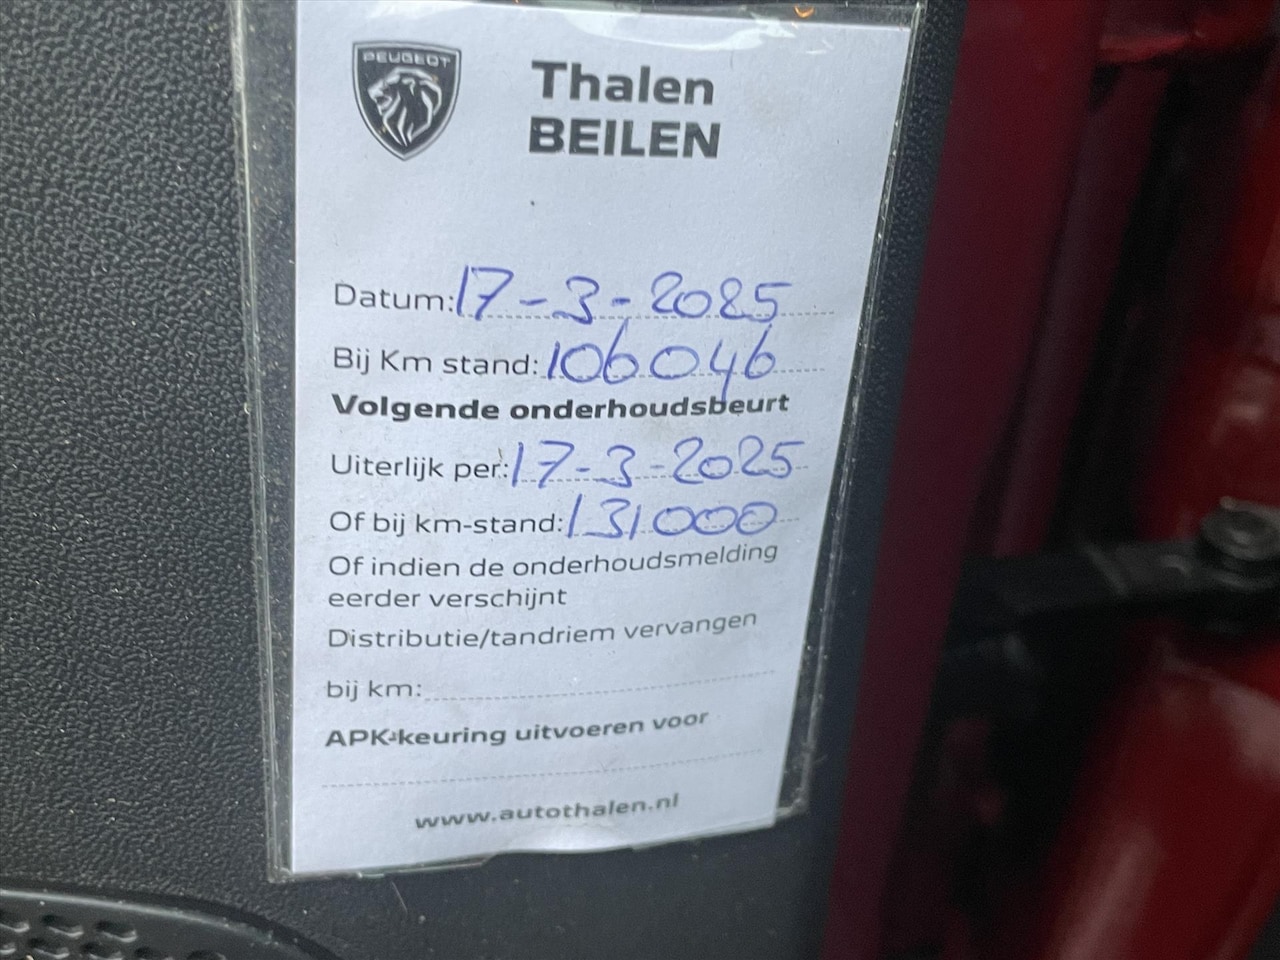 PEUGEOT
Thalen
BEILEN
Datum: 17-3-2025
Bij Km stand: 106046
Volgende onderhoudsbeurt
Uiterlijk per: 17-3-2025
Of bij km-stand: 131000
Of indien de onderhoudsmelding
eerder verschijnt
Distributie/tandriem vervangen
bij km:
APK-keuring uitvoeren voor
www.autothalen.nl